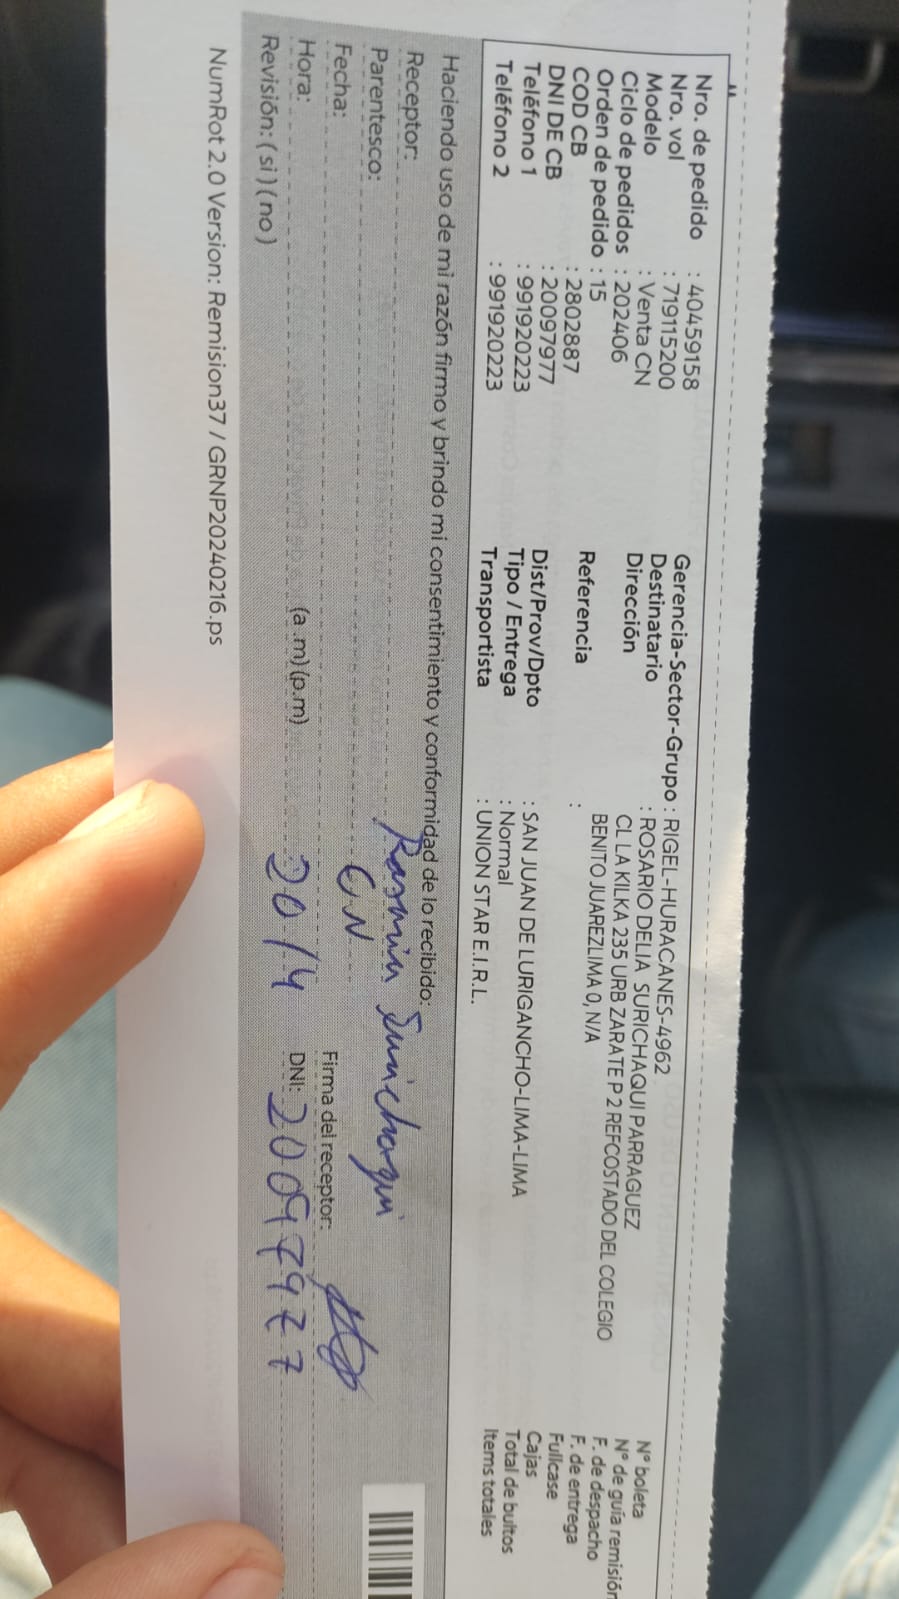 Nro. de pedido : 40459158
Nro. vol : 719115200
Modelo : Venta CN
Ciclo de pedidos : 202406
Orden de pedido : 15
COD CB : 2802887
DNI DE CB : 20097977
Teléfono 1 : 991920223
Teléfono 2 : 991920223
Gerencia-Sector-Grupo : RIGEL-HURACANES-4962
Destinatario : ROSARIO DELIA SURICHAQUI PARRAGUEZ
Dirección CL LA KILKA 235 URB ZARATE P 2 REFCOSTADO DEL COLEGIO
BENITO JUAREZLIMA 0, N/A
Referencia :
Dist/Prov/Dpto : SAN JUAN DE LURIGANCHO-LIMA-LIMA
Tipo / Entrega : Normal
Transportista : UNION STAR E.I.R.L.
N° boleta
N° de guía remisión
F. de despacho
F. de entrega
Fullcase
Cajas
Total de bultos
Items totales
Haciendo uso de mi razón firmo y brindo mi consentimiento y conformidad de lo recibido:
Receptor: Surichaqui
Parentesco: CN
Fecha:
Firma del receptor:
Hora: (a.m)(p.m) 20/4 DNI: 20097977
Revisión: ( si ) ( no )
NumRot 2.0 Version: Remision37 / GRNP20240216.ps